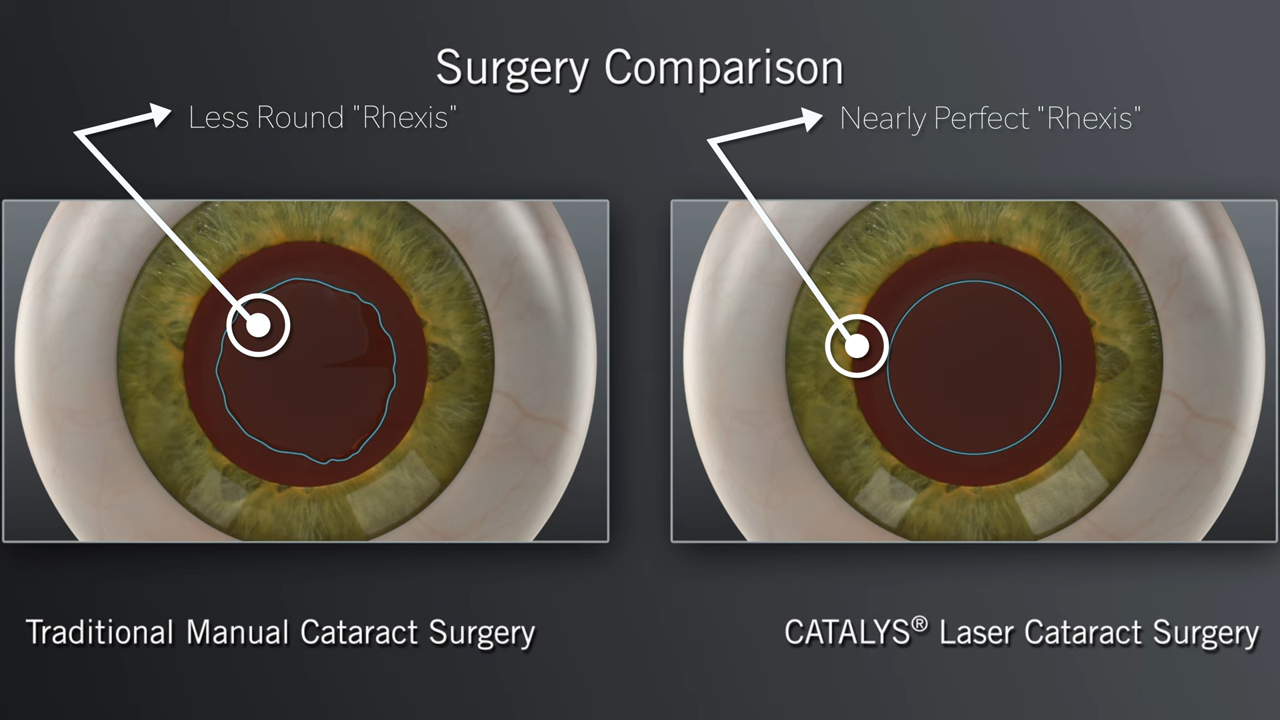 Surgery Comparison
Less Round "Rhexis"
Nearly Perfect "Rhexis"
Traditional Manual Cataract Surgery
CATALYS® Laser Cataract Surgery